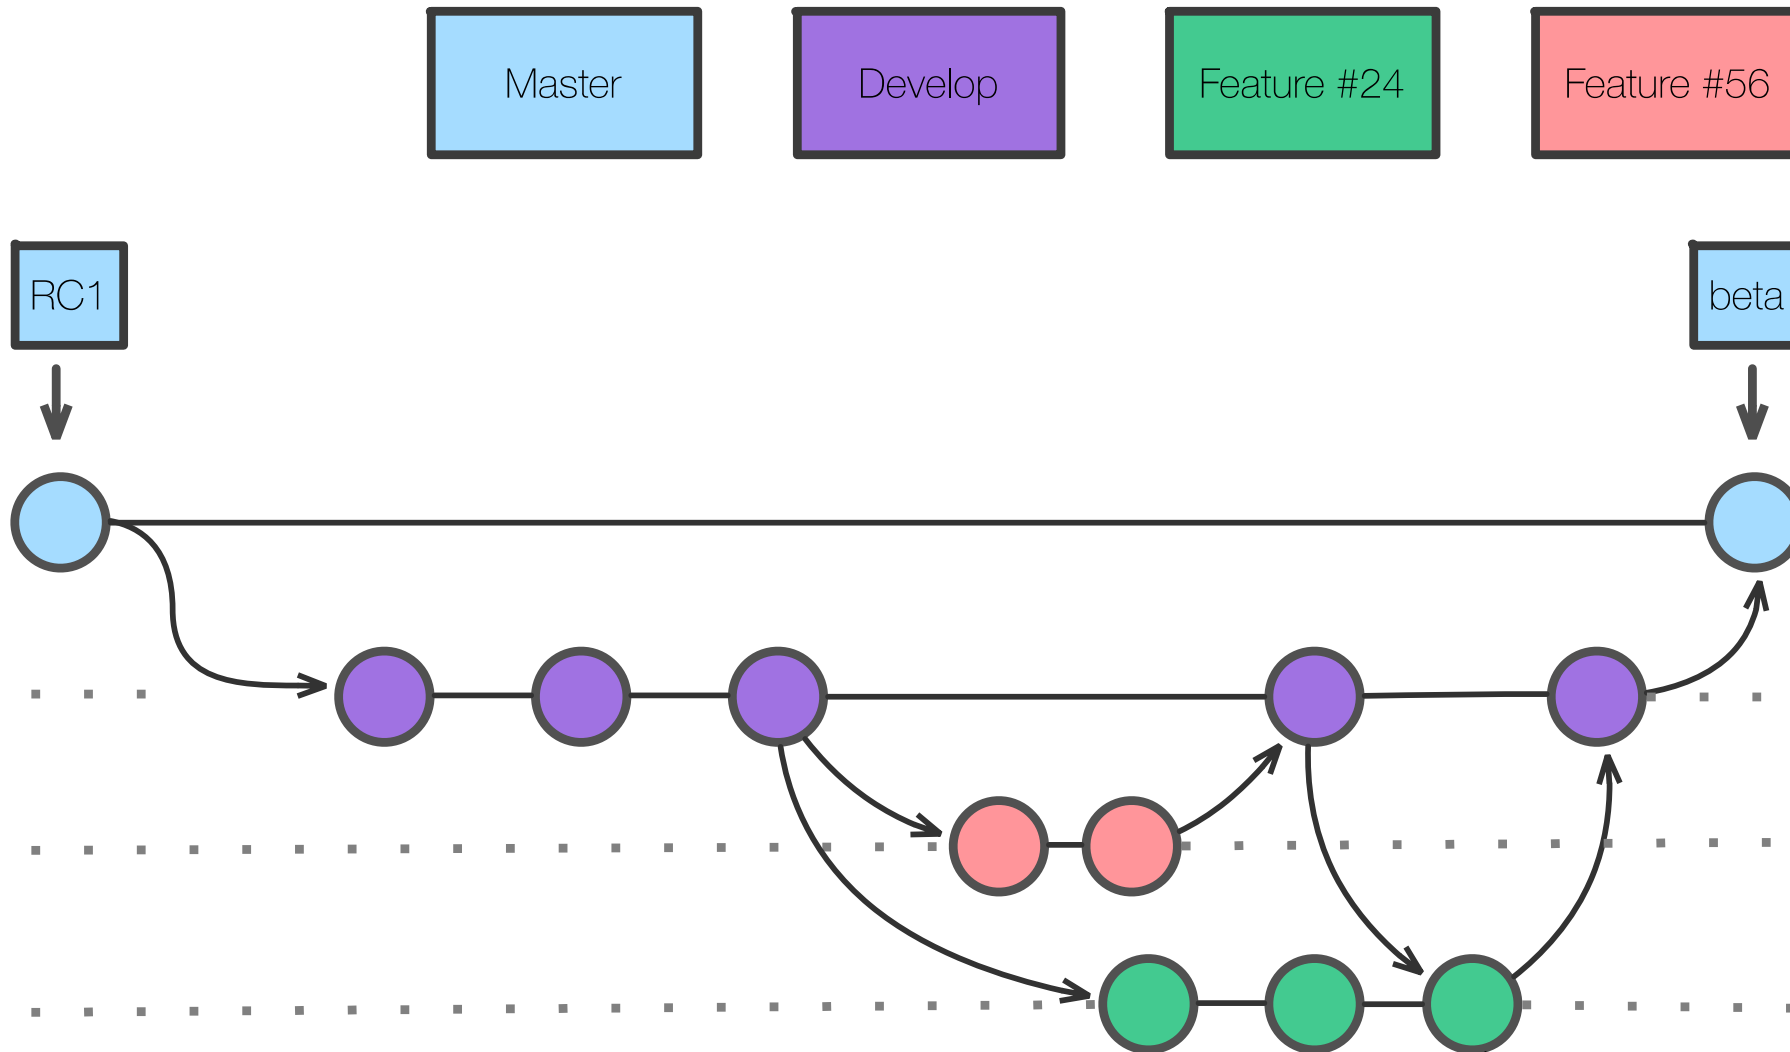 Master
Develop
Feature #24
Feature #56
RC1
beta